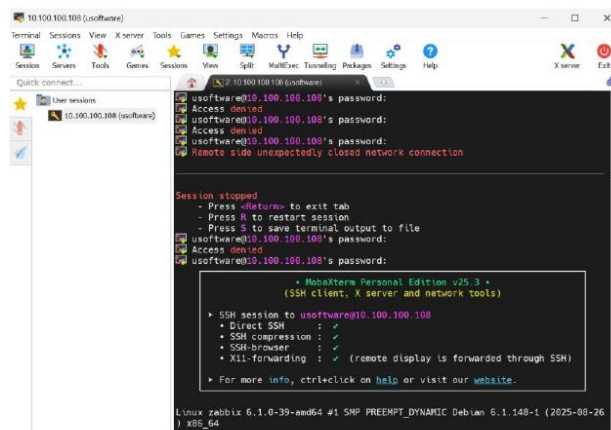 10.100.100.108 (usoftware)
Terminal Sessions View X server Tools Games Settings Macros Help
Session Servers Tools Games Sessions View Split MultiExec Tunneling Packages Settings Help X server Exit
Quick connect...
2. 10.100.100.108 (usoftware)
User sessions
10.100.100.108 (usoftware)
usoftware@10.100.100.108's password:
Access denied
usoftware@10.100.100.108's password:
Access denied
usoftware@10.100.100.108's password:
Remote side unexpectedly closed network connection
Session stopped
- Press <Return> to exit tab
- Press R to restart session
- Press S to save terminal output to file
usoftware@10.100.100.108's password:
Access denied
usoftware@10.100.100.108's password:
• MobaXterm Personal Edition v25.3 •
(SSH client, X server and network tools)
➤ SSH session to usoftware@10.100.100.108
• Direct SSH : ✓
• SSH compression : ✓
• SSH-browser : ✓
• X11-forwarding : ✓ (remote display is forwarded through SSH)
➤ For more info, ctrl+click on help or visit our website.
Linux zabbix 6.1.0-39-amd64 #1 SMP PREEMPT_DYNAMIC Debian 6.1.148-1 (2025-08-26
) x86_64